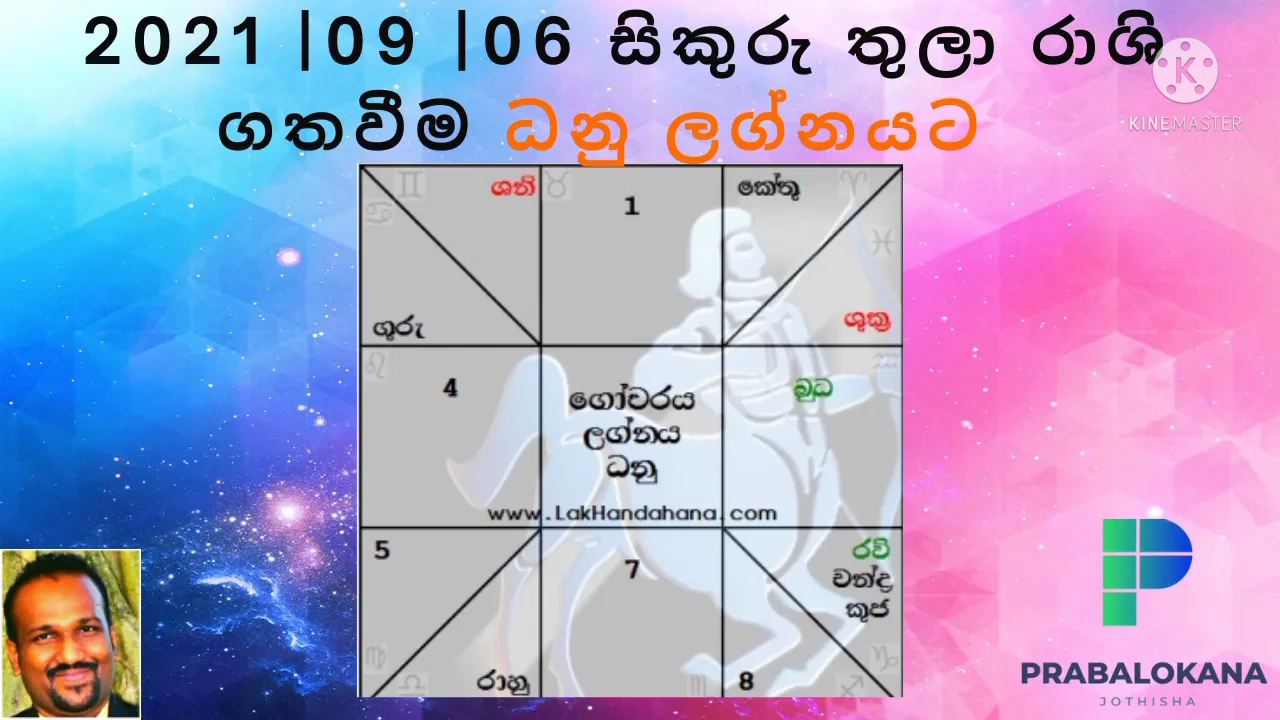 2021 |09 |06 සිකුරු තුලා රාශි
ගතවීම ධනු ලග්නයට
KINEMASTER
ශනි
1
කේතු
ගුරු
ශුක්‍ර
4
ගෝචරය
ලග්නය
ධනු
බුධ
www.LakHandahana.com
5
7
රවි
චන්ද්‍ර
කුජ
රාහු
8
PRABALOKANA
JOTHISHA